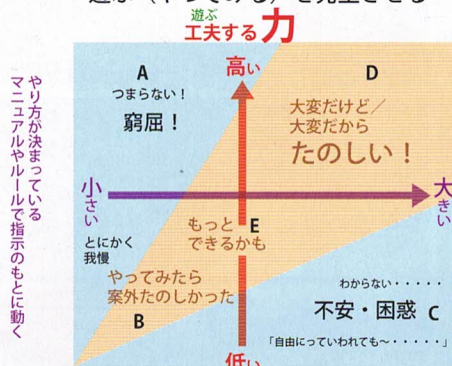 遊ぶ
工夫する力
高い
A
つまらない!
窮屈!
D
大変だけど/
大変だから
たのしい!
やり方が決まっている
マニュアルやルールで指示のもとに動く
小さい
大きい
もっと E
できるかも
とにかく
我慢
やってみたら
案外たのしかった
B
わからない・・・・・
不安・困惑 C
「自由にっていわれても〜・・・・・」
低い